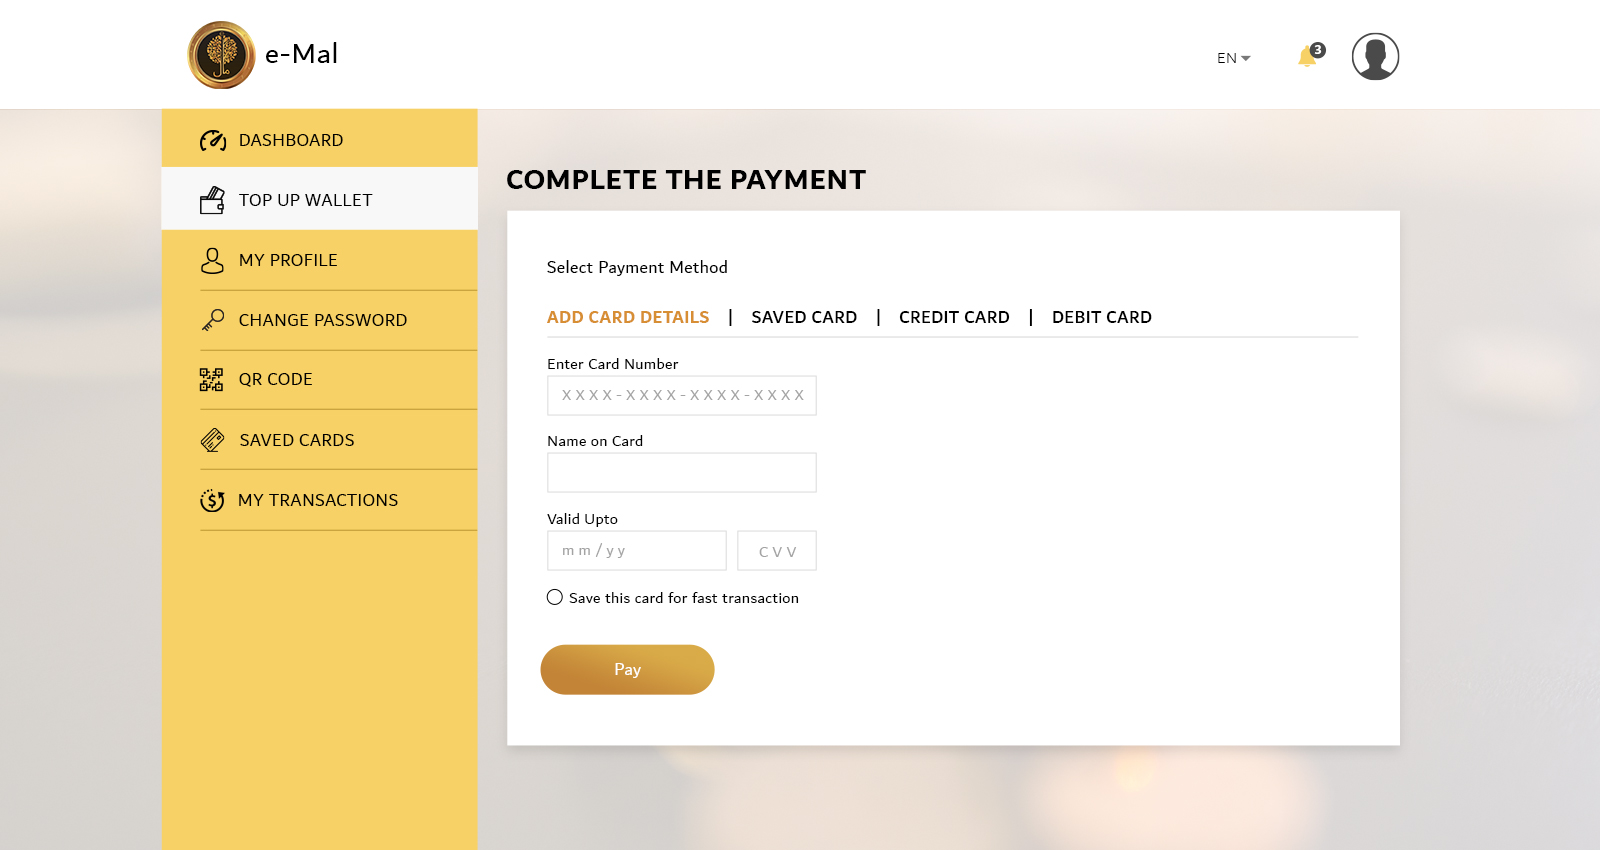 مال
e-Mal
EN
3
DASHBOARD
TOP UP WALLET
MY PROFILE
CHANGE PASSWORD
QR CODE
SAVED CARDS
MY TRANSACTIONS
COMPLETE THE PAYMENT
Select Payment Method
ADD CARD DETAILS | SAVED CARD | CREDIT CARD | DEBIT CARD
Enter Card Number
XXXX-XXXX-XXXX-XXXX
Name on Card
Valid Upto
mm/yy
CVV
Save this card for fast transaction
Pay